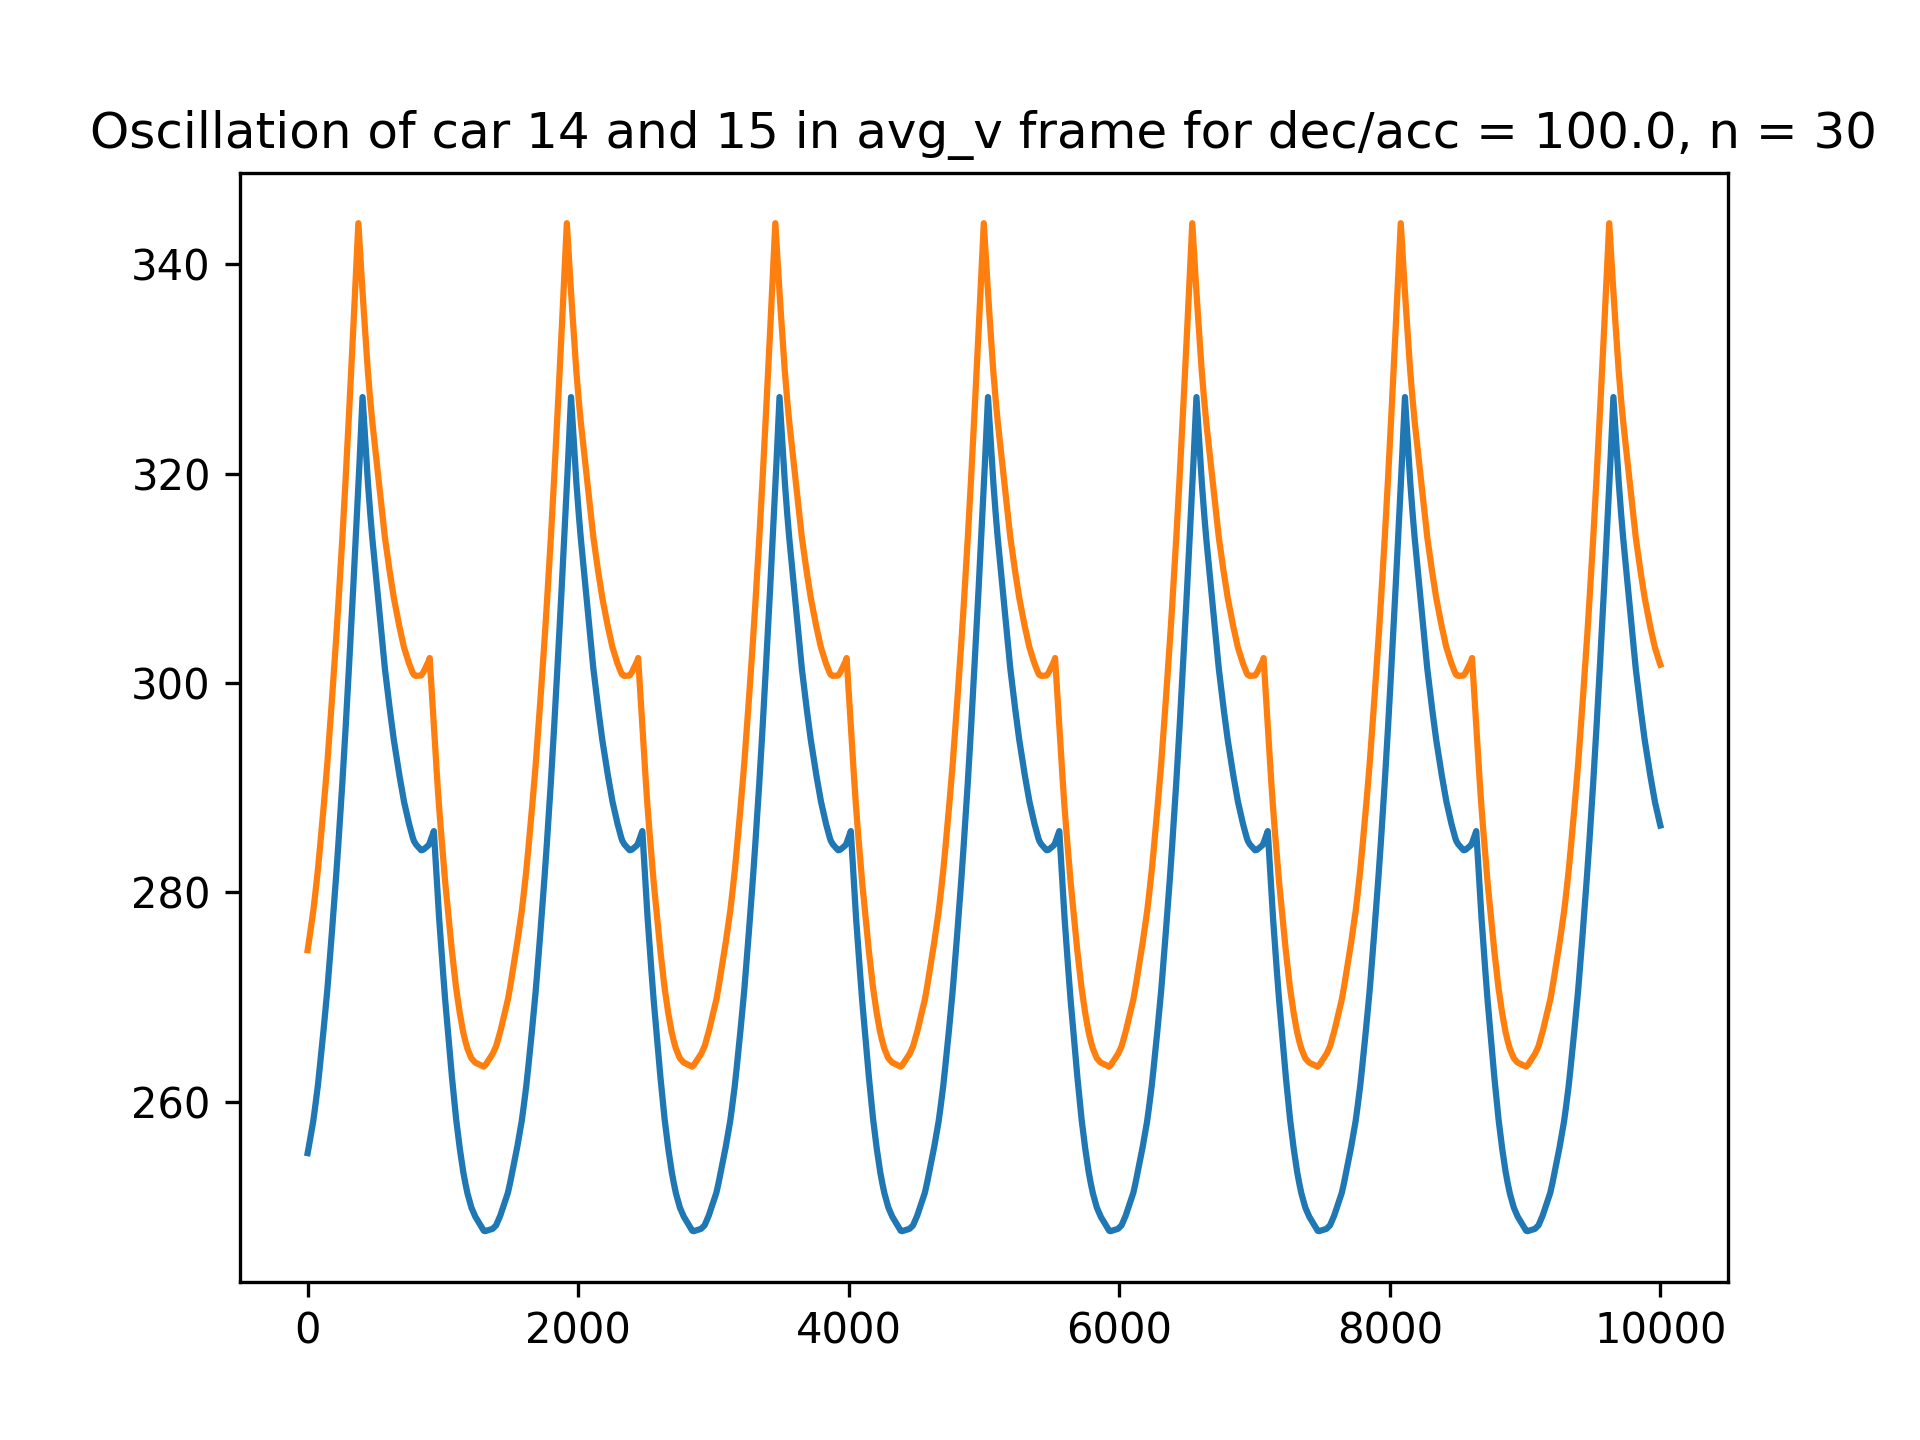 Oscillation of car 14 and 15 in avg_v frame for dec/acc = 100.0, n = 30
340
320
300
280
260
0 2000 4000 6000 8000 10000